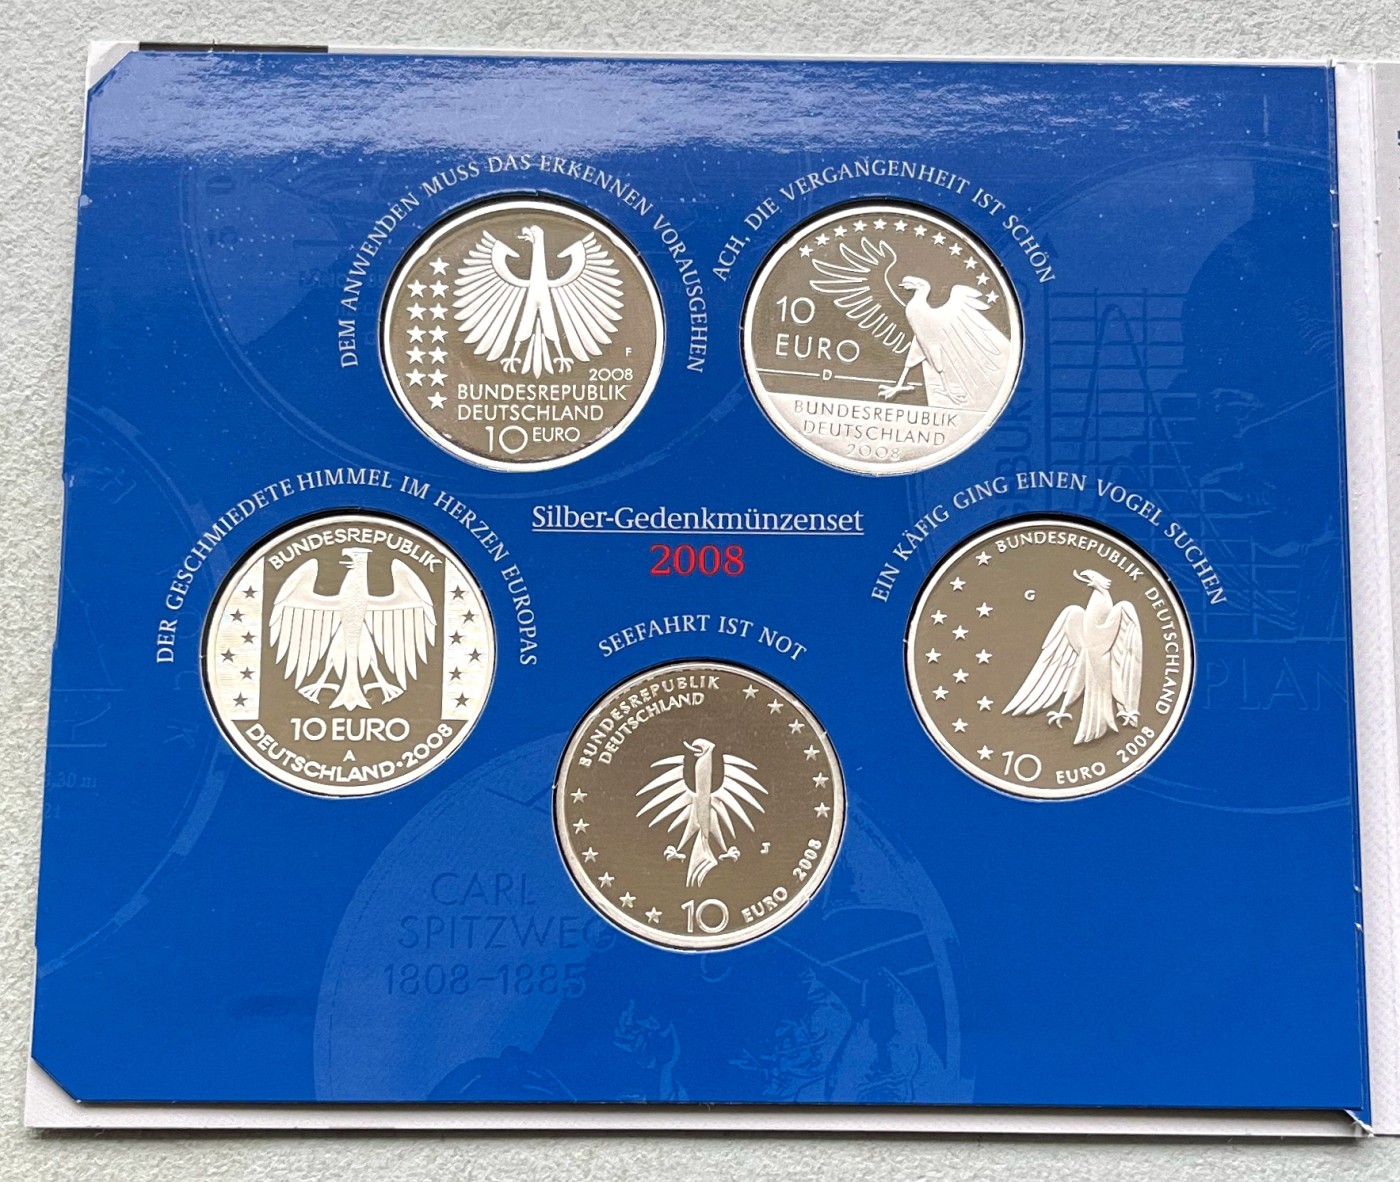 DEM ANWENDEN MUSS DAS ERKENNEN VORAUSGEHEN
2008
F
BUNDESREPUBLIK
DEUTSCHLAND
10 EURO
ACH, DIE VERGANGENHEIT IST SCHÖN
10
EURO
D
BUNDESREPUBLIK
DEUTSCHLAND
2008
Silber-Gedenkmünzenset
2008
DER GESCHMIEDETE HIMMEL IM HERZEN EUROPAS
BUNDESREPUBLIK
10 EURO
A
DEUTSCHLAND·2008
SEEFAHRT IST NOT
BUNDESREPUBLIK
DEUTSCHLAND
J
10 EURO 2008
EIN KÄFIG GING EINEN VOGEL SUCHEN
BUNDESREPUBLIK DEUTSCHLAND
G
10 EURO 2008
CARL
SPITZWEG
1808-1885